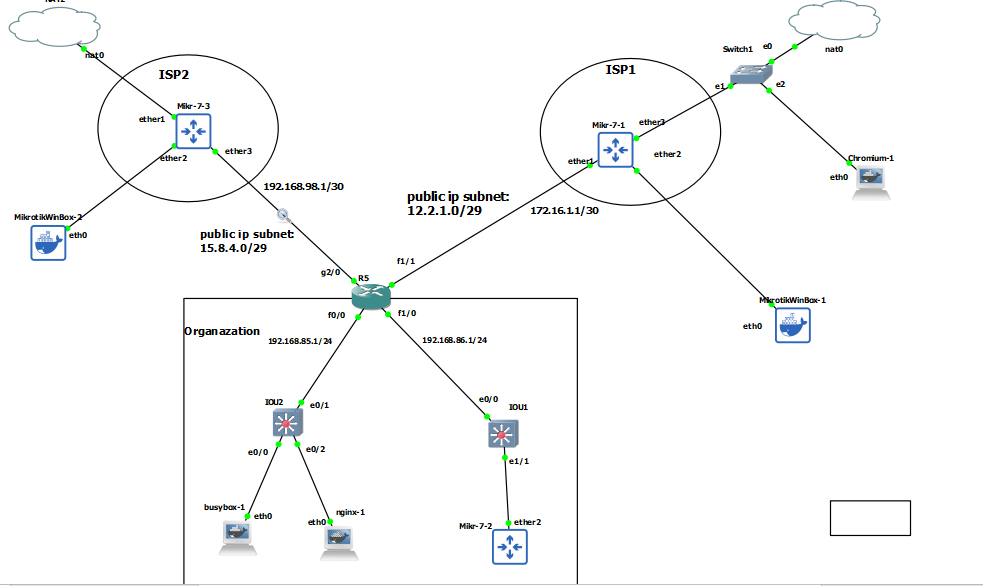 nat0
ISP2
Mikr-7-3
ether1
ether2
ether3
MikrotikWinBox-2
eth0
192.168.98.1/30
public ip subnet:
15.8.4.0/29
ISP1
Mikr-7-1
ether3
ether1
ether2
Switch1
e0
nat0
e1
e2
Chromium-1
eth0
public ip subnet:
12.2.1.0/29
172.16.1.1/30
MikrotikWinBox-1
eth0
g2/0
R5
f1/1
f0/0
f1/0
Organazation
192.168.85.1/24
192.168.86.1/24
IOU2
e0/1
e0/0
e0/2
e0/0
IOU1
e1/1
busybox-1
eth0
nginx-1
eth0
Mikr-7-2
ether2